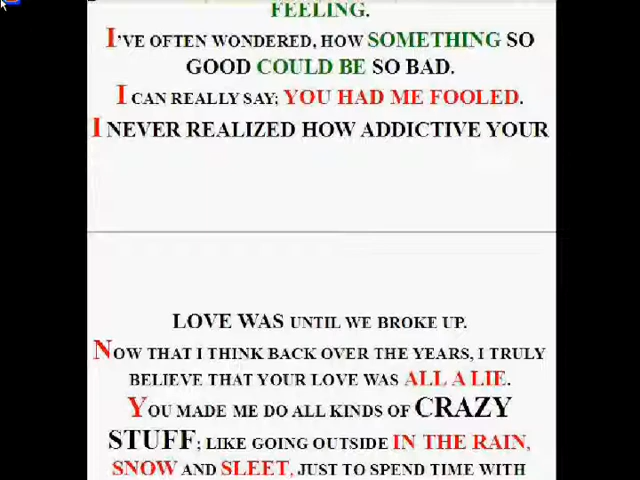 FEELING.
I'VE OFTEN WONDERED, HOW SOMETHING SO
GOOD COULD BE SO BAD.
I CAN REALLY SAY; YOU HAD ME FOOLED.
I NEVER REALIZED HOW ADDICTIVE YOUR
LOVE WAS UNTIL WE BROKE UP.
NOW THAT I THINK BACK OVER THE YEARS, I TRULY
BELIEVE THAT YOUR LOVE WAS ALL A LIE.
YOU MADE ME DO ALL KINDS OF CRAZY
STUFF; LIKE GOING OUTSIDE IN THE RAIN,
SNOW AND SLEET, JUST TO SPEND TIME WITH